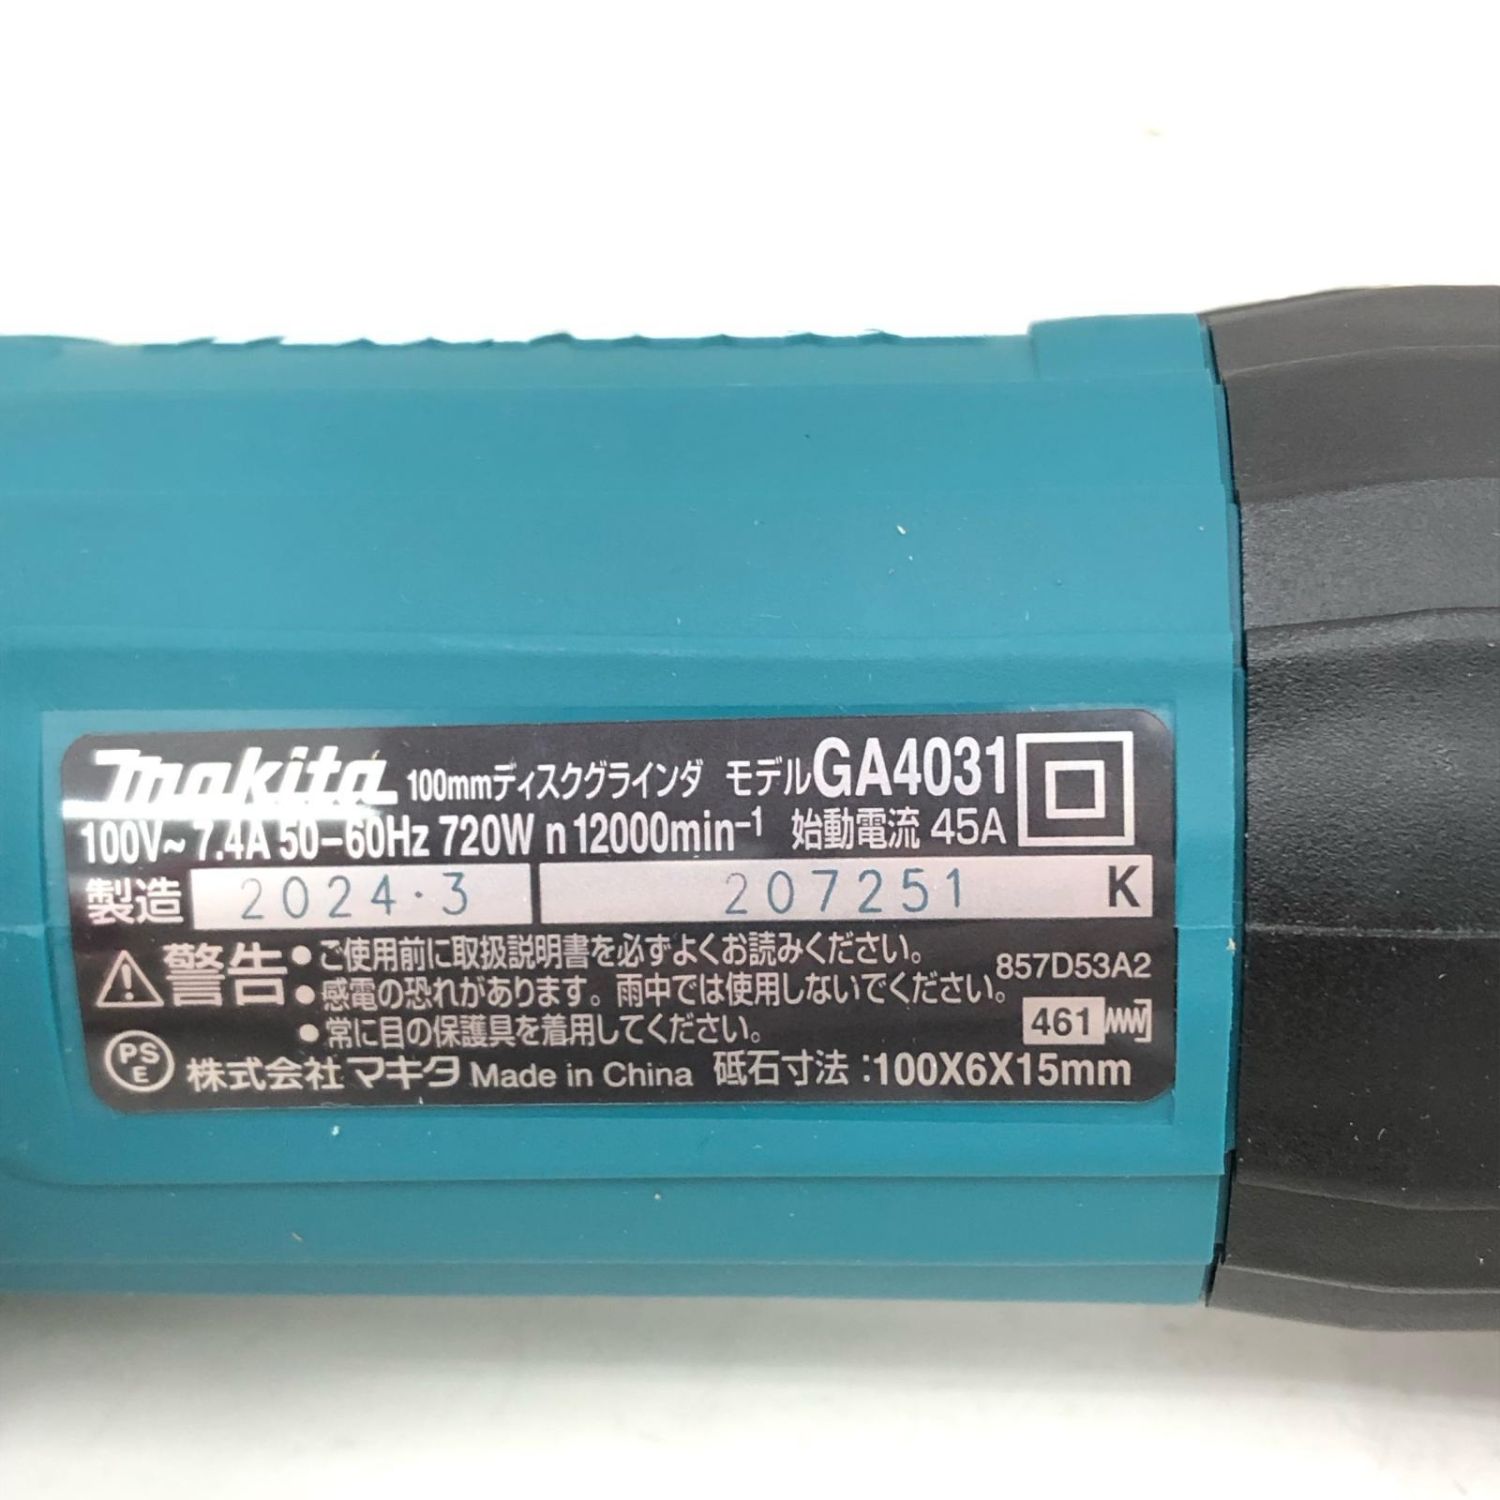 makita 100mmディスクグラインダ モデルGA4031
100V~ 7.4A 50-60Hz 720W n 12000min⁻¹ 始動電流 45A
製造 2024.3 207251 K
警告 • ご使用前に取扱説明書を必ずよくお読みください。
• 感電の恐れがあります。雨中では使用しないでください。 857D53A2
• 常に目の保護具を着用してください。 461
PS E 株式会社マキタ Made in China 砥石寸法:100X6X15mm